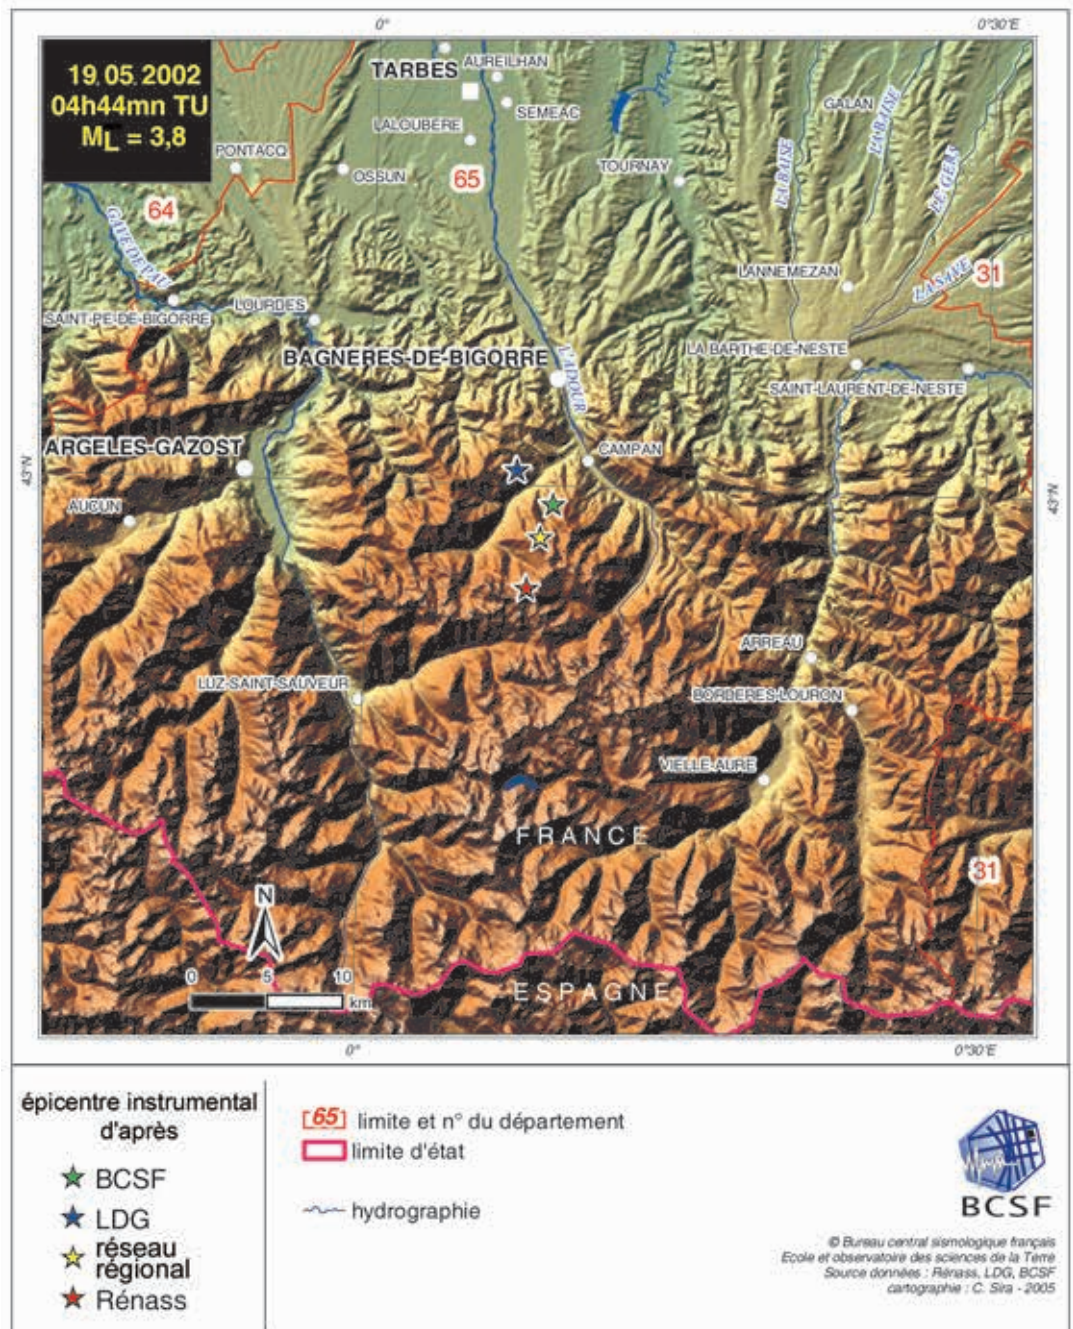 0°
0°30'E
19.05.2002
04h44mn TU
ML = 3,8
TARBES
AUREILHAN
SEMEAC
LALOUBERE
PONTACQ
OSSUN
65
TOURNAY
GALAN
LA BAISE
LA BAISE
LE GERS
64
GAVE DE PAU
LANNEMEZAN
LA SAVE
31
SAINT-PE-DE-BIGORRE
LOURDES
BAGNERES-DE-BIGORRE
L'ADOUR
LA BARTHE-DE-NESTE
SAINT-LAURENT-DE-NESTE
ARGELES-GAZOST
CAMPAN
43°N
43°N
AUCUN
ARREAU
LUZ-SAINT-SAUVEUR
BORDERES-LOURON
VIELLE-AURE
FRANCE
31
N
0 5 10
km
ESPAGNE
0°
0°30'E
épicentre instrumental
d'après
BCSF
LDG
réseau
régional
Rénass
65 limite et n° du département
limite d'état
hydrographie
BCSF
© Bureau central sismologique français
Ecole et observatoire des sciences de la Terre
Source données : Rénass, LDG, BCSF
cartographie : C. Sira - 2005